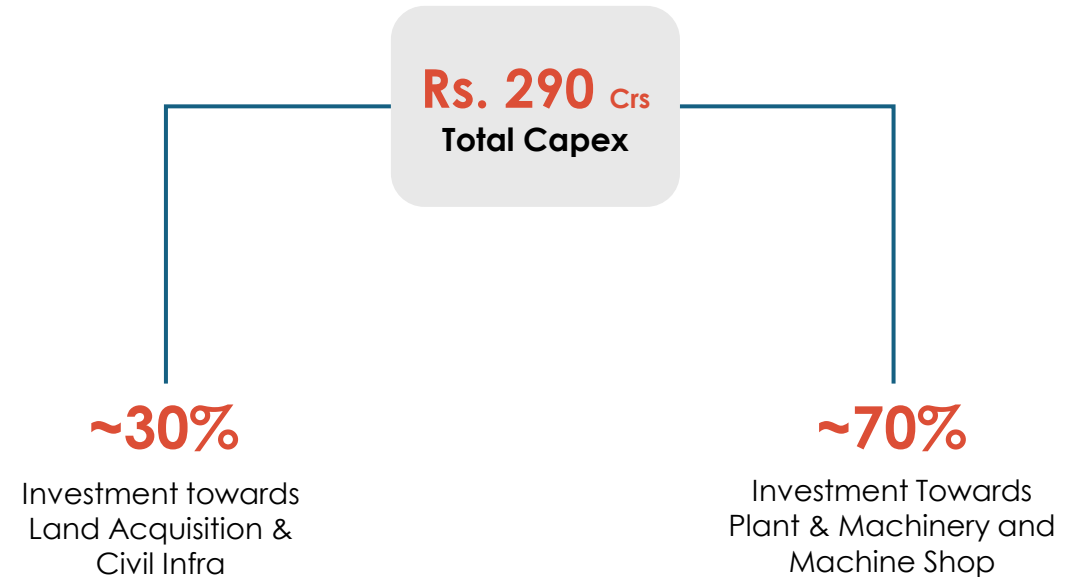 Rs. 290 Crs
Total Capex
~30%
Investment towards
Land Acquisition &
Civil Infra
~70%
Investment Towards
Plant & Machinery and
Machine Shop